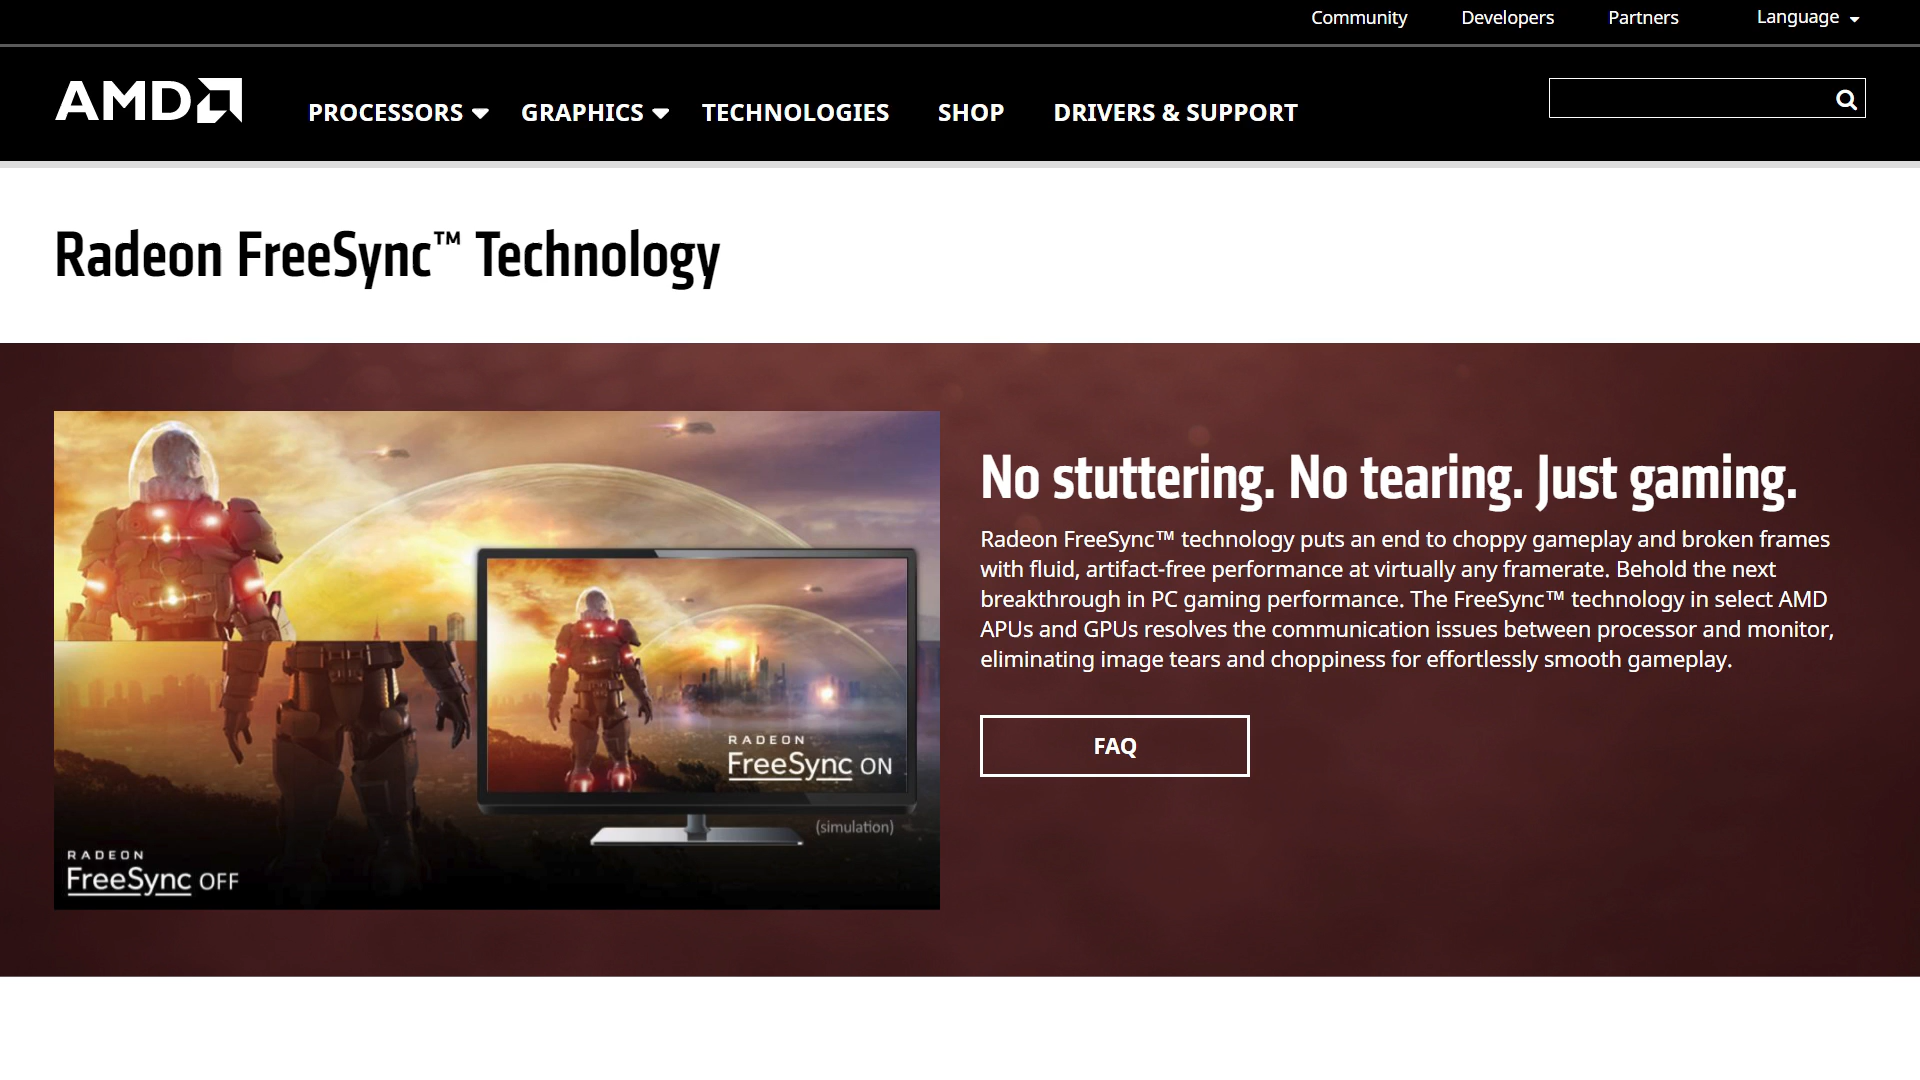 Community Developers Partners Language
AMD
PROCESSORS GRAPHICS TECHNOLOGIES SHOP DRIVERS & SUPPORT
Radeon FreeSync™ Technology
RADEON
FreeSync ON
(simulation)
RADEON
FreeSync OFF
No stuttering. No tearing. Just gaming.
Radeon FreeSync™ technology puts an end to choppy gameplay and broken frames
with fluid, artifact-free performance at virtually any framerate. Behold the next
breakthrough in PC gaming performance. The FreeSync™ technology in select AMD
APUs and GPUs resolves the communication issues between processor and monitor,
eliminating image tears and choppiness for effortlessly smooth gameplay.
FAQ